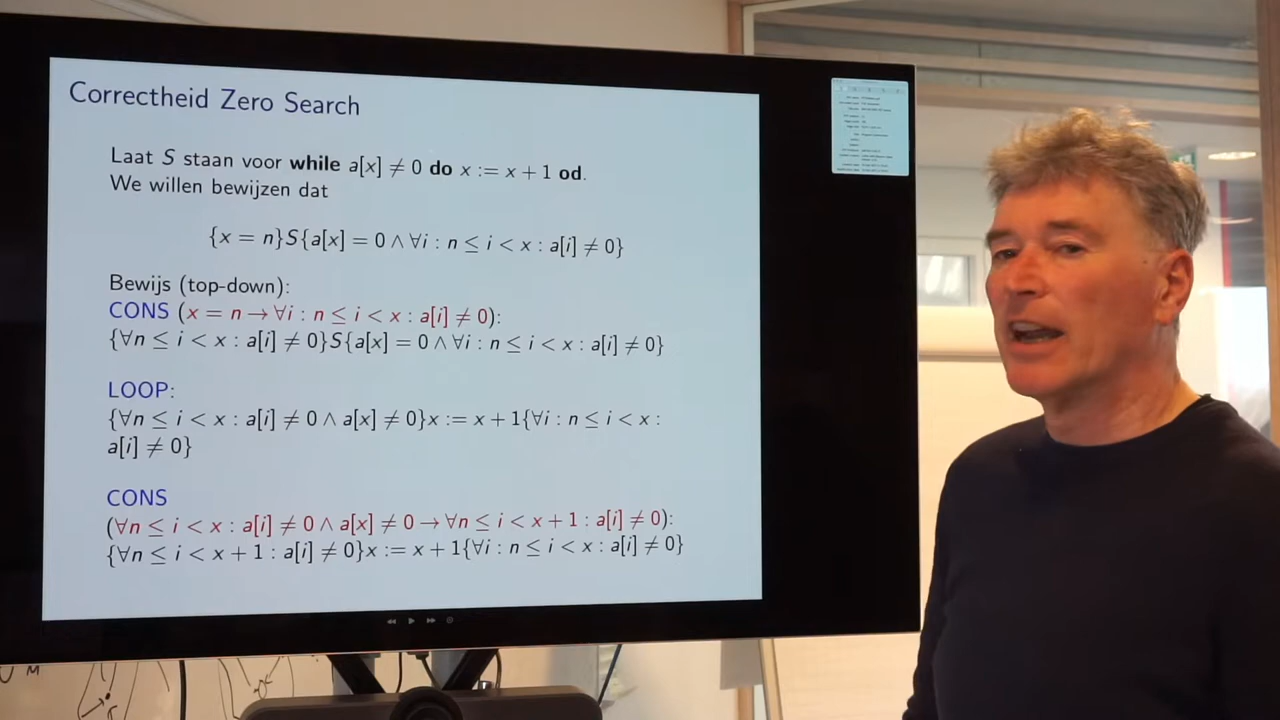 Correctheid Zero Search
Laat S staan voor while a[x] ≠ 0 do x := x + 1 od.
We willen bewijzen dat
{x = n}S{a[x] = 0 ∧ ∀i : n ≤ i < x : a[i] ≠ 0}
Bewijs (top-down):
CONS (x = n → ∀i : n ≤ i < x : a[i] ≠ 0):
{∀n ≤ i < x : a[i] ≠ 0}S{a[x] = 0 ∧ ∀i : n ≤ i < x : a[i] ≠ 0}
LOOP:
{∀n ≤ i < x : a[i] ≠ 0 ∧ a[x] ≠ 0}x := x + 1{∀i : n ≤ i < x :
a[i] ≠ 0}
CONS
(∀n ≤ i < x : a[i] ≠ 0 ∧ a[x] ≠ 0 → ∀n ≤ i < x + 1 : a[i] ≠ 0):
{∀n ≤ i < x + 1 : a[i] ≠ 0}x := x + 1{∀i : n ≤ i < x : a[i] ≠ 0}